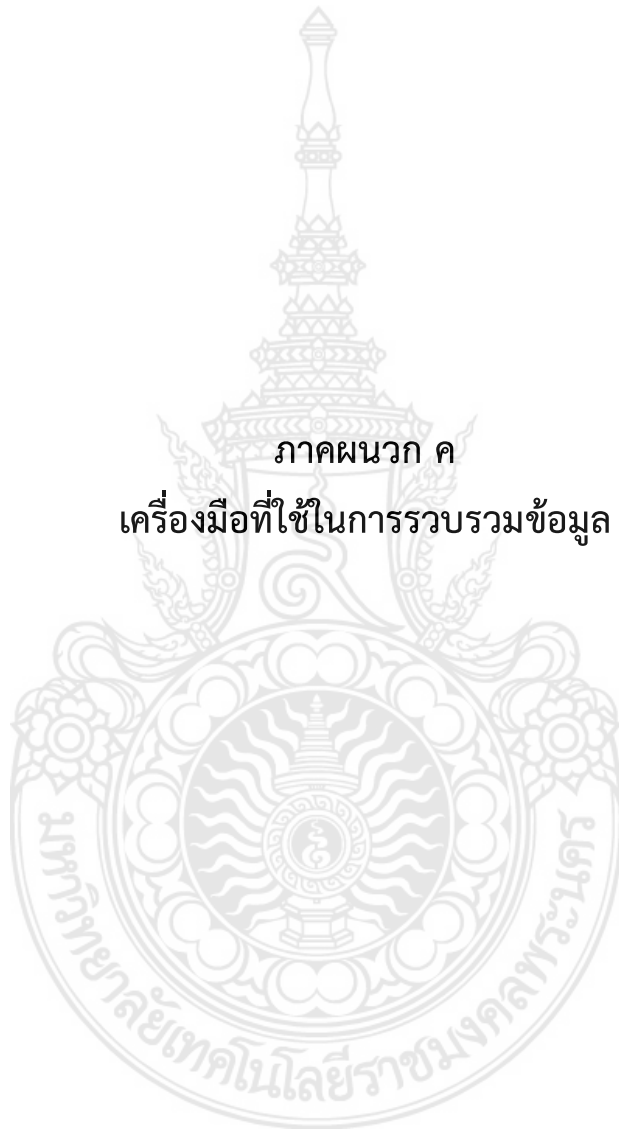 ภาคผนวก ค
เครื่องมือที่ใช้ในการรวบรวมข้อมูล
มหาวิทยาลัยเทคโนโลยีราชมงคลพระนคร